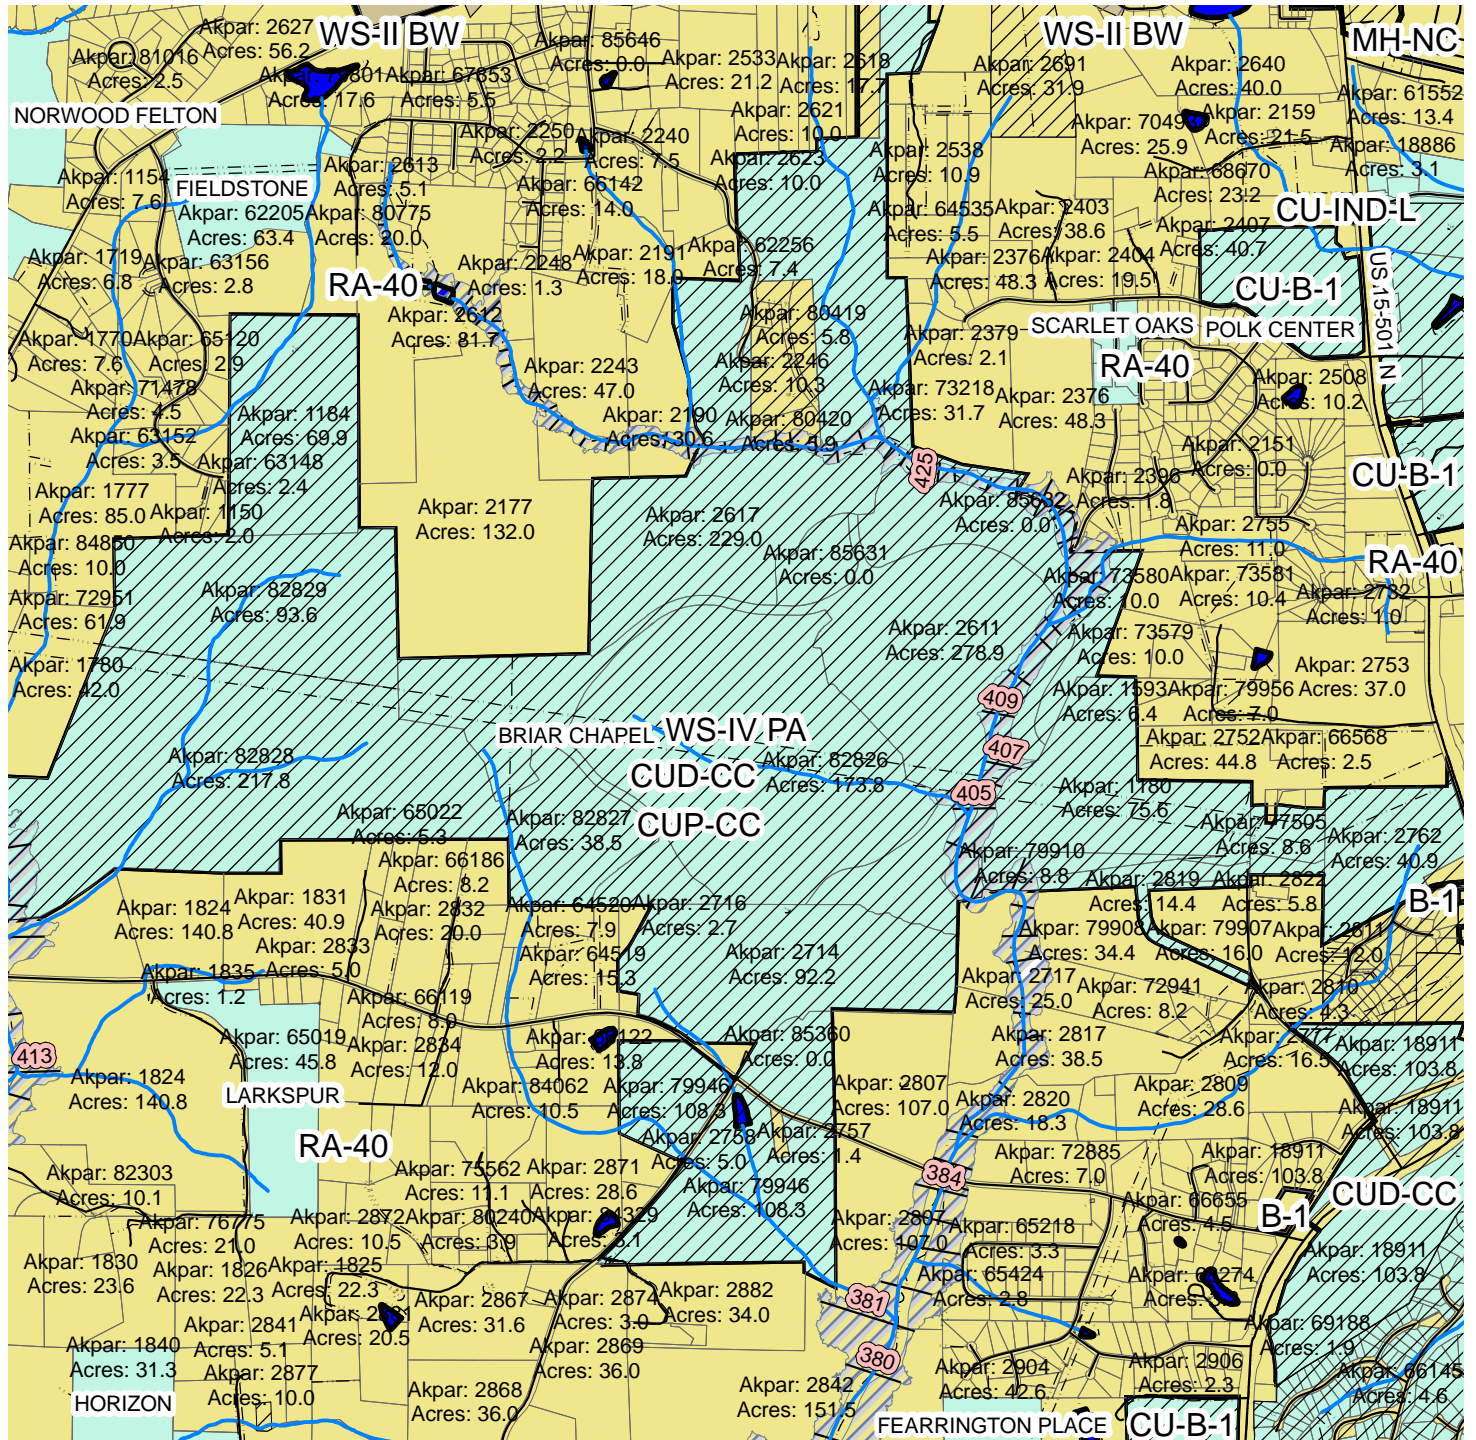 Akpar: 2627
Acres: 56.2
WS-II BW
Akpar: 85646
Acres: 0.0
WS-II BW
MH-NC
Akpar: 81016
Acres: 2.5
Acres: 17.6
Akpar: 67853
Acres: 5.5
Akpar: 2533
Acres: 21.2
Akpar: 2618
Acres: 17.7
Akpar: 2691
Acres: 31.9
Akpar: 2640
Acres: 40.0
Akpar: 61552
Acres: 13.4
NORWOOD FELTON
Akpar: 2250
Acres: 2.2
Akpar: 2240
Acres: 7.5
Akpar: 2621
Acres: 10.0
Akpar: 7049
Acres: 25.9
Akpar: 2159
Acres: 21.5
Akpar: 18886
Acres: 3.1
Akpar: 1154
Acres: 7.6
FIELDSTONE
Akpar: 2613
Acres: 5.1
Akpar: 66142
Acres: 14.0
Akpar: 2623
Acres: 10.0
Akpar: 2538
Acres: 10.9
Akpar: 68670
Acres: 23.2
CU-IND-L
Akpar: 62205
Acres: 63.4
Akpar: 80775
Acres: 20.0
Akpar: 64535
Acres: 5.5
Akpar: 2403
Acres: 38.6
Akpar: 2407
Acres: 40.7
Akpar: 1719
Acres: 6.8
Akpar: 63156
Acres: 2.8
RA-40
Akpar: 2248
Acres: 1.3
Akpar: 2191
Acres: 18.0
Akpar: 62256
Acres: 7.4
Akpar: 2376
Acres: 48.3
Akpar: 2404
Acres: 19.5
CU-B-1
US 15-501 N
Akpar: 2612
Acres: 81.7
Akpar: 80419
Acres: 5.8
SCARLET OAKS
POLK CENTER
Akpar: 1770
Acres: 7.6
Akpar: 65120
Acres: 2.9
Akpar: 2243
Acres: 47.0
Akpar: 2246
Acres: 10.3
Akpar: 2379
Acres: 2.1
RA-40
Akpar: 2508
Acres: 10.2
Akpar: 71478
Acres: 4.5
Akpar: 1184
Acres: 69.9
Akpar: 2190
Acres: 30.6
Akpar: 80420
Acres: 5.9
Akpar: 73218
Acres: 31.7
Akpar: 2376
Acres: 48.3
Akpar: 63152
Acres: 3.5
Akpar: 63148
Acres: 2.4
425
Akpar: 2151
Acres: 0.0
CU-B-1
Akpar: 1777
Acres: 85.0
Akpar: 1150
Acres: 2.0
Akpar: 2177
Acres: 132.0
Akpar: 2617
Acres: 229.0
Akpar: 85632
Acres: 0.0
Akpar: 2396
Acres: 1.8
Akpar: 2755
Acres: 11.0
Akpar: 84860
Acres: 10.0
Akpar: 85631
Acres: 0.0
RA-40
Akpar: 72951
Acres: 61.9
Akpar: 82829
Acres: 93.6
Akpar: 73580
Acres: 10.0
Akpar: 73581
Acres: 10.4
Akpar: 2782
Acres: 1.0
Akpar: 1780
Acres: 42.0
Akpar: 2611
Acres: 278.9
Akpar: 73579
Acres: 10.0
Akpar: 2753
Acres: 37.0
409
Akpar: 1593
Acres: 6.4
Akpar: 79956
Acres: 7.0
BRIAR CHAPEL
WS-IV PA
407
Akpar: 2752
Acres: 44.8
Akpar: 66568
Acres: 2.5
Akpar: 82828
Acres: 217.8
CUD-CC
Akpar: 82826
Acres: 173.8
405
Akpar: 1180
Acres: 75.6
Akpar: 65022
Acres: 5.3
Akpar: 82827
Acres: 38.5
CUP-CC
Akpar: 77505
Acres: 8.6
Akpar: 2762
Acres: 40.9
Akpar: 66186
Acres: 8.2
Akpar: 79910
Acres: 8.8
Akpar: 2819
Acres: 14.4
Akpar: 2822
Acres: 5.8
B-1
Akpar: 1824
Acres: 140.8
Akpar: 1831
Acres: 40.9
Akpar: 2832
Acres: 20.0
Akpar: 64520
Acres: 7.9
Akpar: 2716
Acres: 2.7
Akpar: 79908
Acres: 34.4
Akpar: 79907
Acres: 16.0
Akpar: 2811
Acres: 12.0
Akpar: 2833
Acres: 5.0
Akpar: 64519
Acres: 15.3
Akpar: 2714
Acres: 92.2
Akpar: 1835
Acres: 1.2
Akpar: 66119
Acres: 8.0
Akpar: 2717
Acres: 25.0
Akpar: 72941
Acres: 8.2
Akpar: 2810
Acres: 4.3
413
Akpar: 65019
Acres: 45.8
Akpar: 2834
Acres: 12.0
Acres: 13.8
Akpar: 85360
Acres: 0.0
Akpar: 2817
Acres: 38.5
Acres: 16.5
Akpar: 18911
Acres: 103.8
Akpar: 1824
Acres: 140.8
LARKSPUR
Akpar: 84062
Acres: 10.5
Akpar: 79946
Acres: 108.3
Akpar: 2807
Acres: 107.0
Akpar: 2820
Acres: 18.3
Akpar: 2809
Acres: 28.6
Akpar: 18911
Acres: 103.8
RA-40
Akpar: 2758
Acres: 5.0
Akpar: 2757
Acres: 1.4
Akpar: 72885
Acres: 7.0
Akpar: 18911
Acres: 103.8
Akpar: 82303
Acres: 10.1
Akpar: 75562
Acres: 11.1
Akpar: 2871
Acres: 28.6
Akpar: 79946
Acres: 108.3
384
Akpar: 66655
Acres: 4.5
B-1
CUD-CC
Akpar: 76775
Acres: 21.0
Akpar: 2872
Acres: 10.5
Akpar: 80240
Acres: 3.9
Akpar: 2807
Acres: 107.0
Akpar: 65218
Acres: 3.3
Akpar: 1830
Acres: 23.6
Akpar: 1826
Acres: 22.3
Akpar: 1825
Acres: 22.3
Akpar: 65424
Acres: 2.8
Akpar: 18911
Acres: 103.8
Akpar: 2867
Acres: 31.6
Akpar: 2874
Acres: 3.0
Akpar: 2882
Acres: 34.0
381
Akpar: 2841
Acres: 5.1
Acres: 20.5
Akpar: 69188
Acres: 1.9
Akpar: 1840
Acres: 31.3
Akpar: 2869
Acres: 36.0
380
Akpar: 2877
Acres: 10.0
Akpar: 2904
Acres: 42.6
Akpar: 2906
Acres: 2.3
Akpar: 66145
Acres: 4.6
HORIZON
Akpar: 2868
Acres: 36.0
Akpar: 2842
Acres: 151.5
FEARRINGTON PLACE
CU-B-1